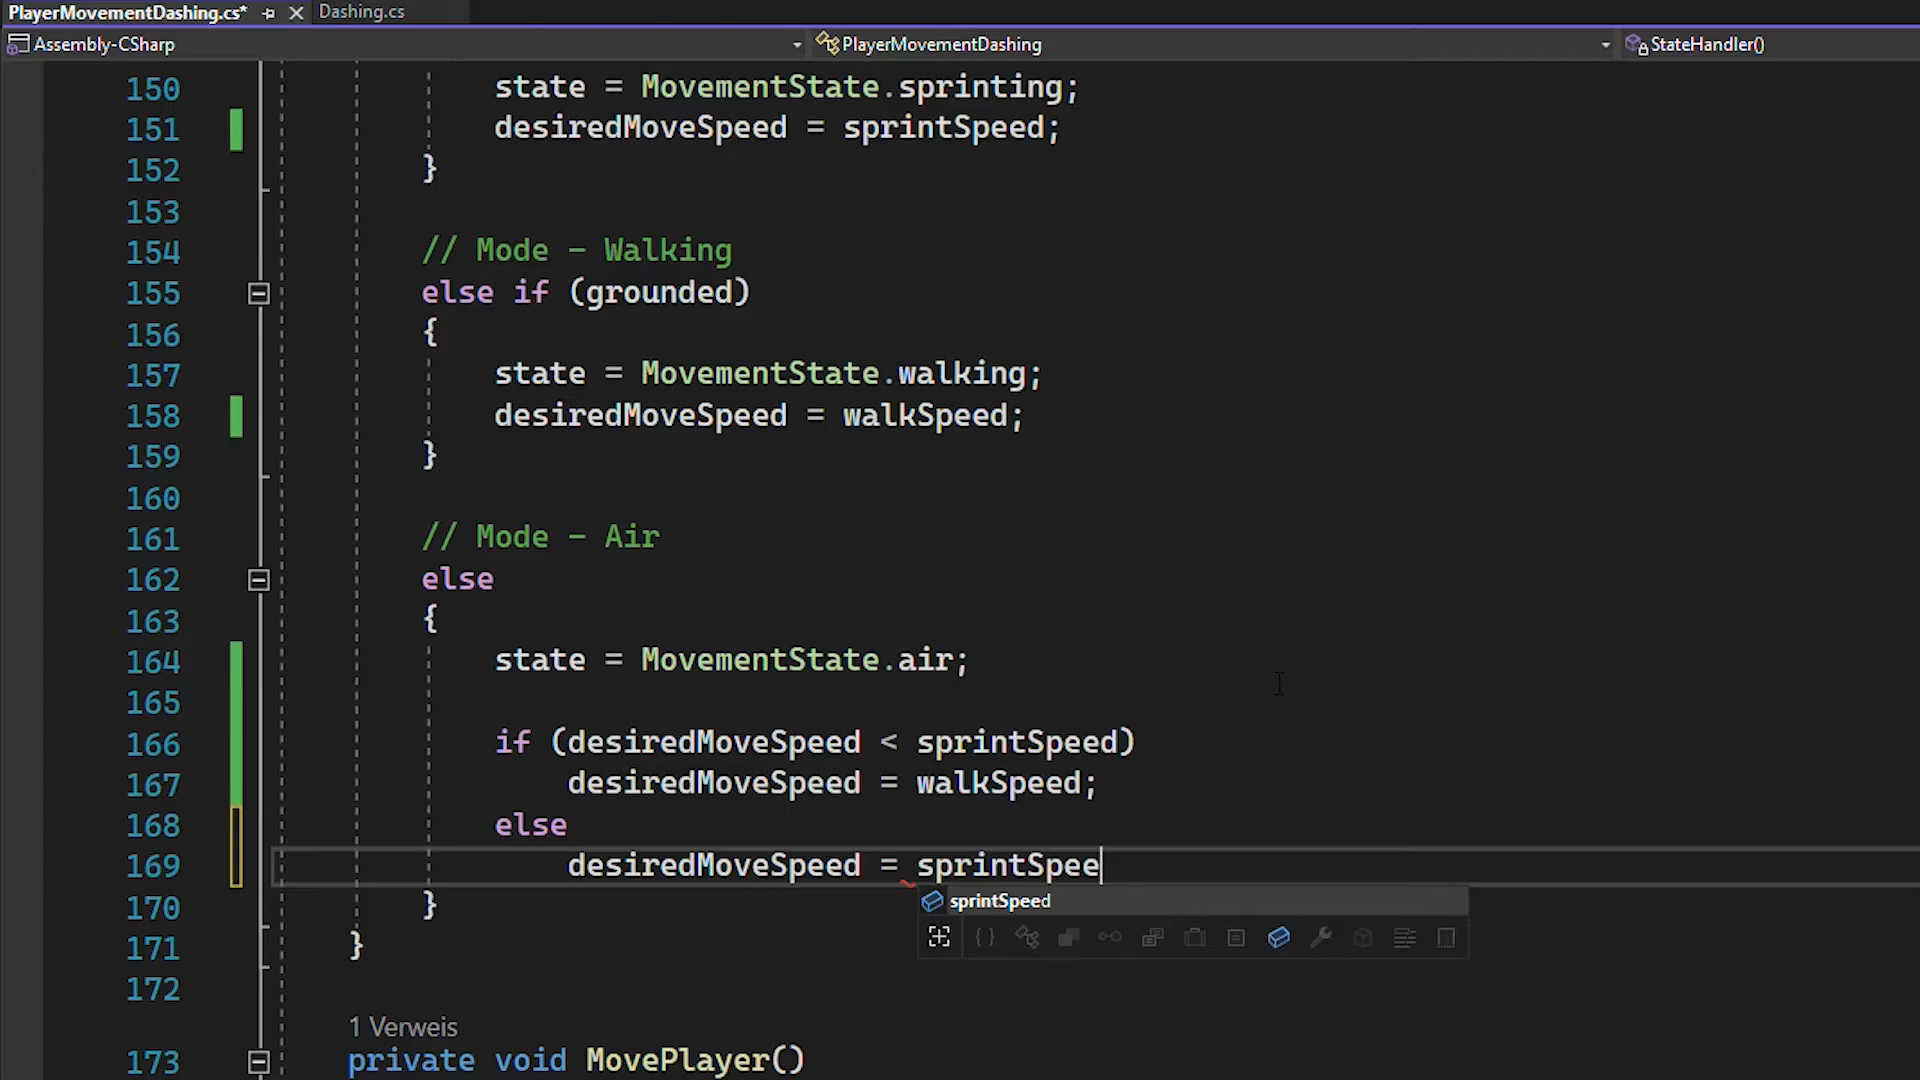 PlayerMovementDashing.cs* Dashing.cs
Assembly-CSharp PlayerMovementDashing StateHandler()
150 state = MovementState.sprinting;
151 desiredMoveSpeed = sprintSpeed;
152 }
153
154 // Mode - Walking
155 else if (grounded)
156 {
157 state = MovementState.walking;
158 desiredMoveSpeed = walkSpeed;
159 }
160
161 // Mode - Air
162 else
163 {
164 state = MovementState.air;
165
166 if (desiredMoveSpeed < sprintSpeed)
167 desiredMoveSpeed = walkSpeed;
168 else
169 desiredMoveSpeed = sprintSpee
sprintSpeed
170 }
171 }
172
1 Verweis
173 private void MovePlayer()